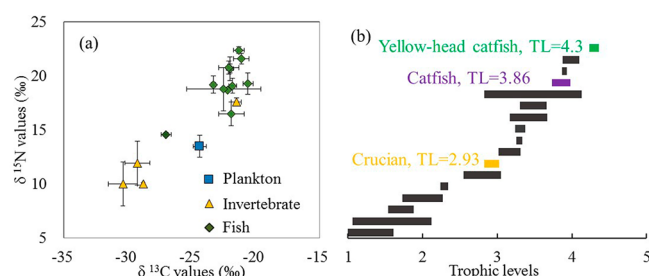 (a)
25
20
15
10
5
δ ¹⁵N values (‰)
Plankton
Invertebrate
Fish
-35 -30 -25 -20 -15
δ ¹³C values (‰)
(b)
Yellow-head catfish, TL=4.3
Catfish, TL=3.86
Crucian, TL=2.93
1 2 3 4 5
Trophic levels